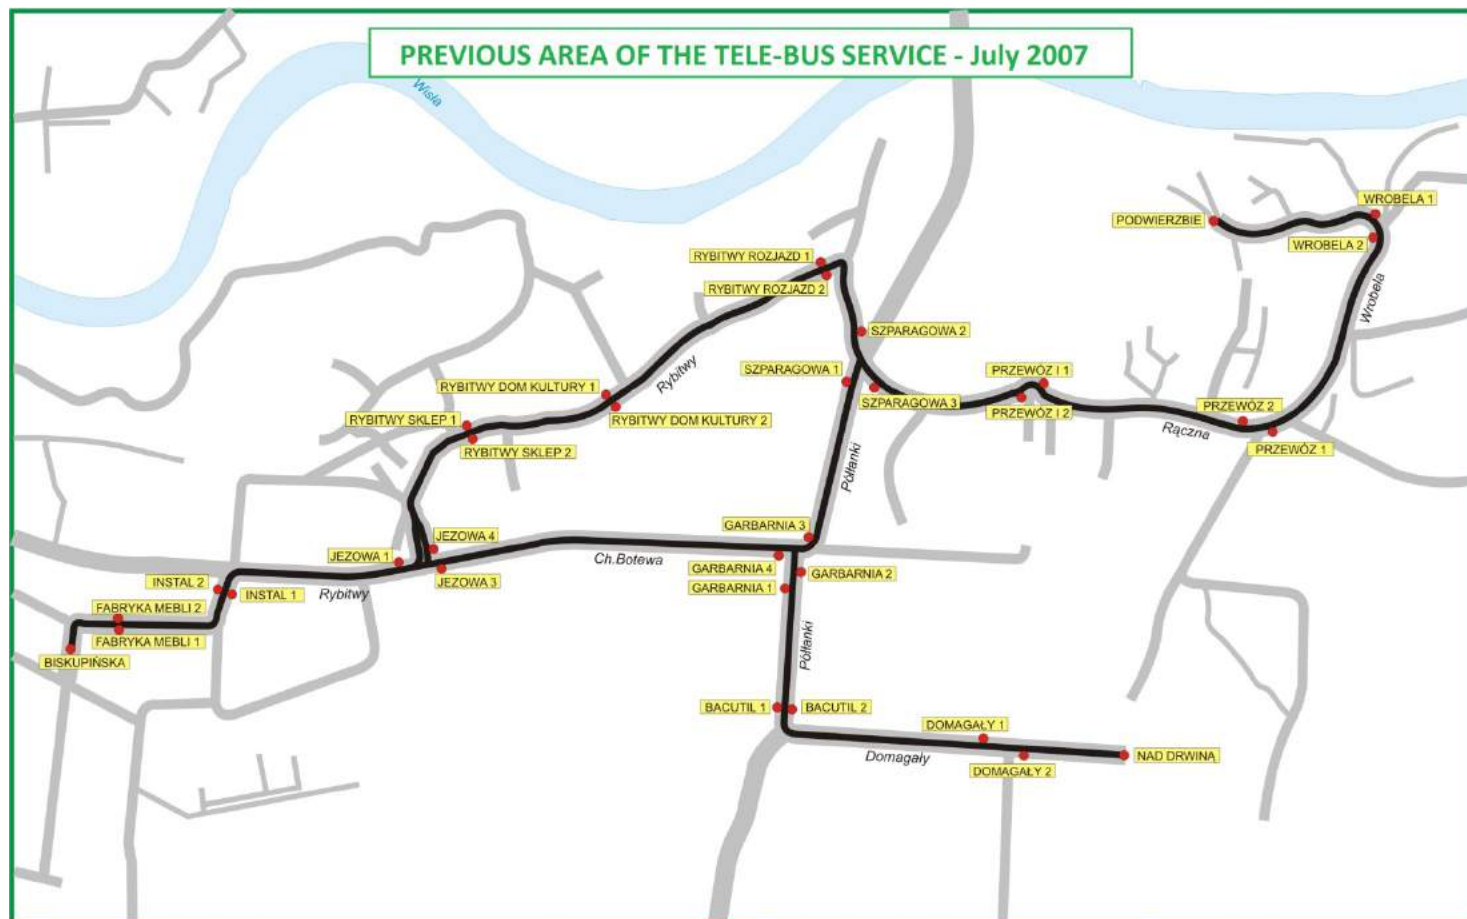 PREVIOUS AREA OF THE TELE-BUS SERVICE - July 2007
Wisła
WROBELA 1
PODWIERZBIE
WROBELA 2
RYBITWY ROZJAZD 1
RYBITWY ROZJAZD 2
Wrobela
SZPARAGOWA 2
SZPARAGOWA 1
PRZEWÓZ I 1
Rybitwy
RYBITWY DOM KULTURY 1
SZPARAGOWA 3
PRZEWÓZ I 2
PRZEWÓZ 2
RYBITWY SKLEP 1
RYBITWY DOM KULTURY 2
Rączna
RYBITWY SKLEP 2
PRZEWÓZ 1
Półłanki
GARBARNIA 3
JEZOWA 4
JEZOWA 1
Ch.Botewa
GARBARNIA 4
GARBARNIA 2
INSTAL 2
JEZOWA 3
GARBARNIA 1
INSTAL 1
Rybitwy
FABRYKA MEBLI 2
FABRYKA MEBLI 1
Półłanki
BISKUPIŃSKA
BACUTIL 1
BACUTIL 2
DOMAGAŁY 1
Domagały
NAD DRWINĄ
DOMAGAŁY 2